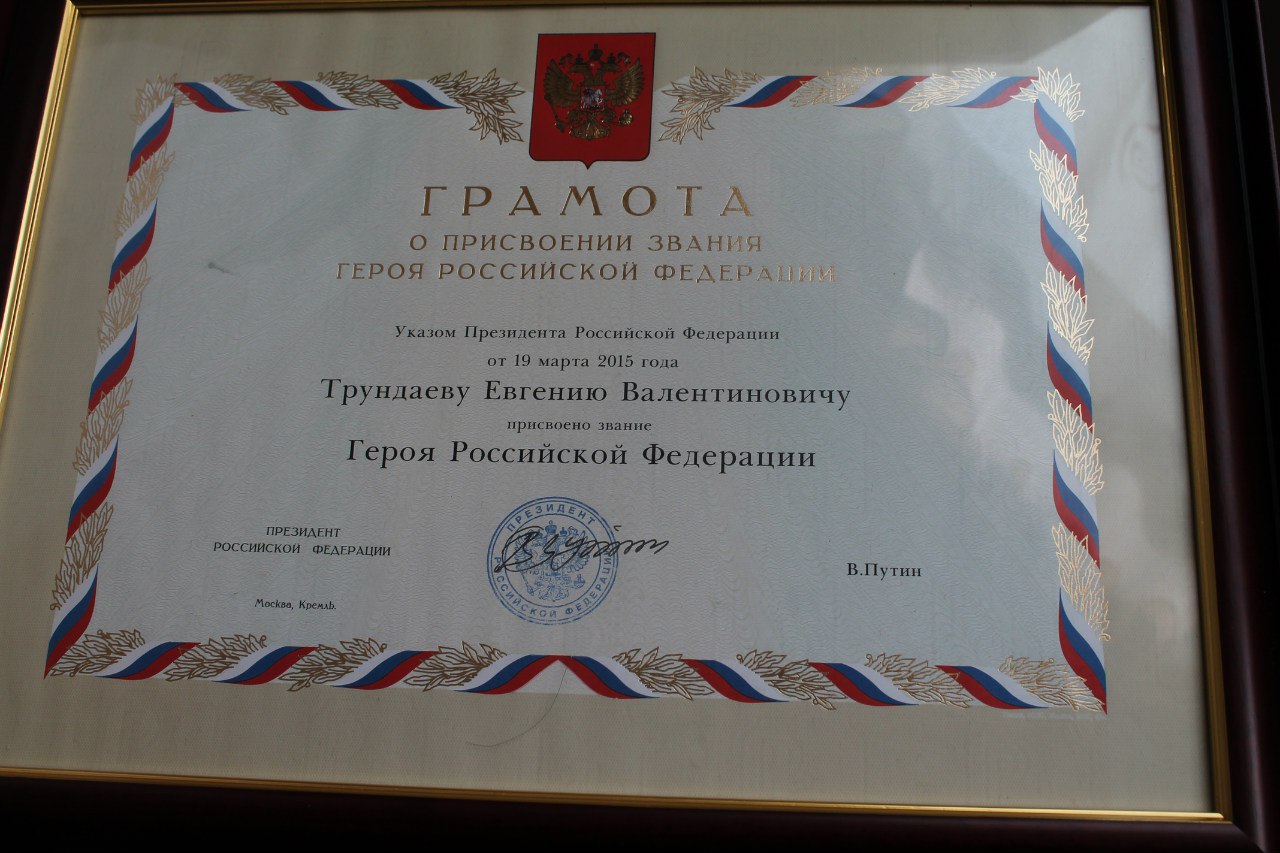 ГРАМОТА
О ПРИСВОЕНИИ ЗВАНИЯ
ГЕРОЯ РОССИЙСКОЙ ФЕДЕРАЦИИ
Указом Президента Российской Федерации
от 19 марта 2015 года
Трундаеву Евгению Валентиновичу
присвоено звание
Героя Российской Федерации
ПРЕЗИДЕНТ
РОССИЙСКОЙ ФЕДЕРАЦИИ
ПРЕЗИДЕНТ
РОССИЙСКОЙ ФЕДЕРАЦИИ
В.Путин
Москва, Кремль.